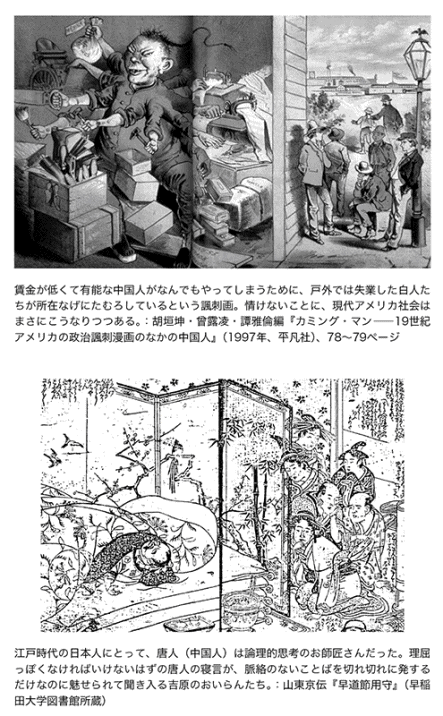 賃金が低くて有能な中国人がなんでもやってしまうために、戸外では失業した白人た
ちが所在なげにたむろしているという諷刺画。情けないことに、現代アメリカ社会は
まさにこうなりつつある。：胡垣坤・曾露凌・譚雅倫編『カミング・マン──19世紀
アメリカの政治諷刺漫画のなかの中国人』（1997年、平凡社）、78〜79ページ
江戸時代の日本人にとって、唐人（中国人）は論理的思考のお師匠さんだった。理屈
っぽくなければいけないはずの唐人の寝言が、脈絡のないことばを切れ切れに発する
だけなのに魅せられて聞き入る吉原のおいらんたち。：山東京伝『早道節用守』（早稲
田大学図書館所蔵）